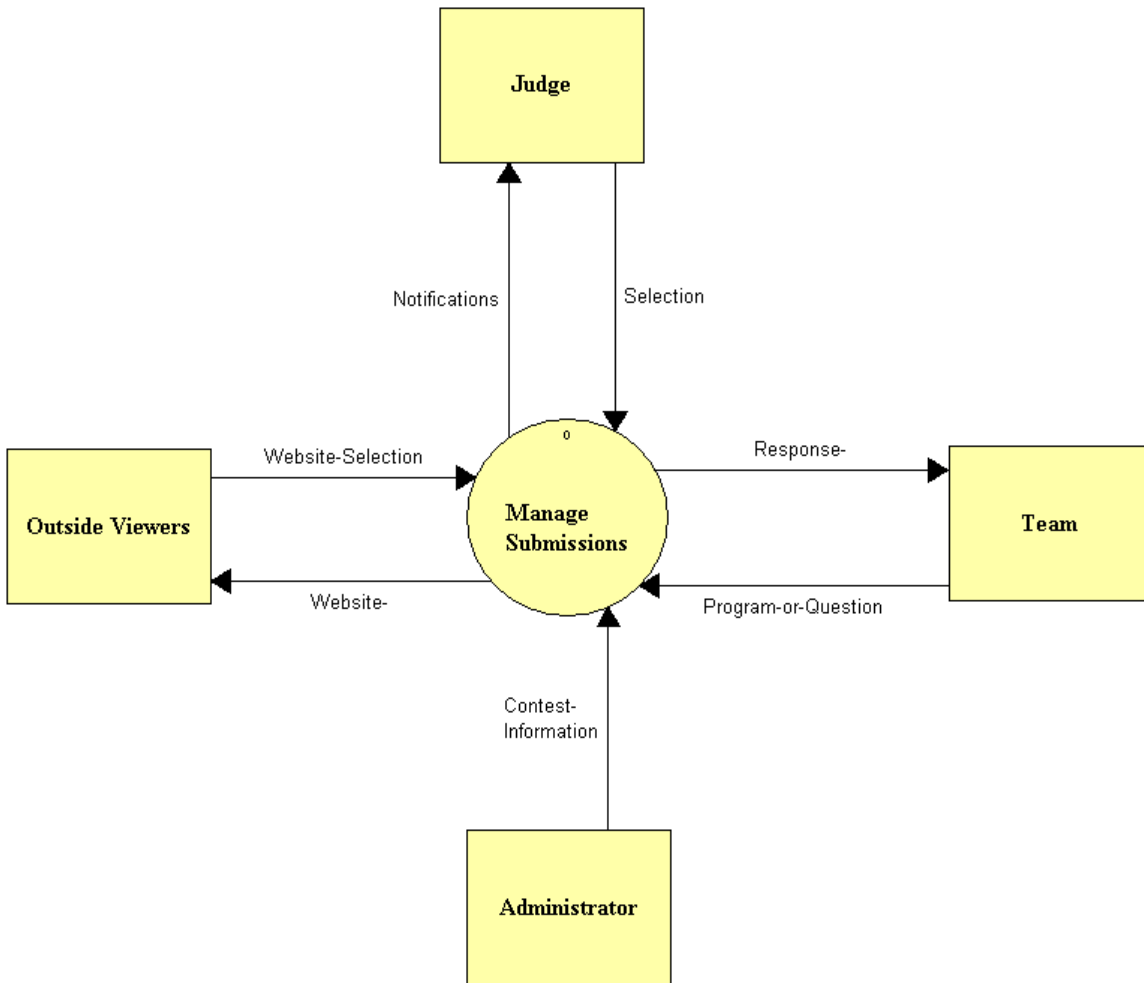 Judge
Notifications
Selection
0
Website-Selection
Response-
Outside Viewers
Manage
Submissions
Team
Website-
Program-or-Question
Contest-
Information
Administrator